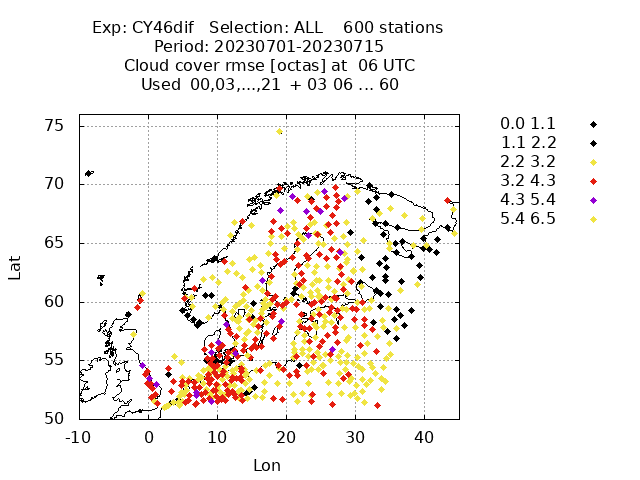 Exp: CY46dif   Selection: ALL    600 stations
Period: 20230701-20230715
Cloud cover rmse [octas] at  06 UTC
Used  00,03,...,21  + 03 06 ... 60
75
70
65
60
55
50
Lat
-10 0 10 20 30 40
Lon
0.0 1.1
1.1 2.2
2.2 3.2
3.2 4.3
4.3 5.4
5.4 6.5